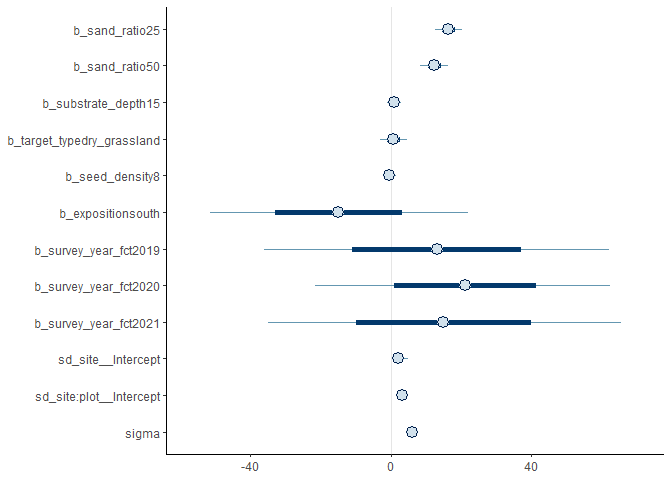 b_sand_ratio25
b_sand_ratio50
b_substrate_depth15
b_target_typedry_grassland
b_seed_density8
b_expositionsouth
b_survey_year_fct2019
b_survey_year_fct2020
b_survey_year_fct2021
sd_site__Intercept
sd_site:plot__Intercept
sigma
-40 0 40